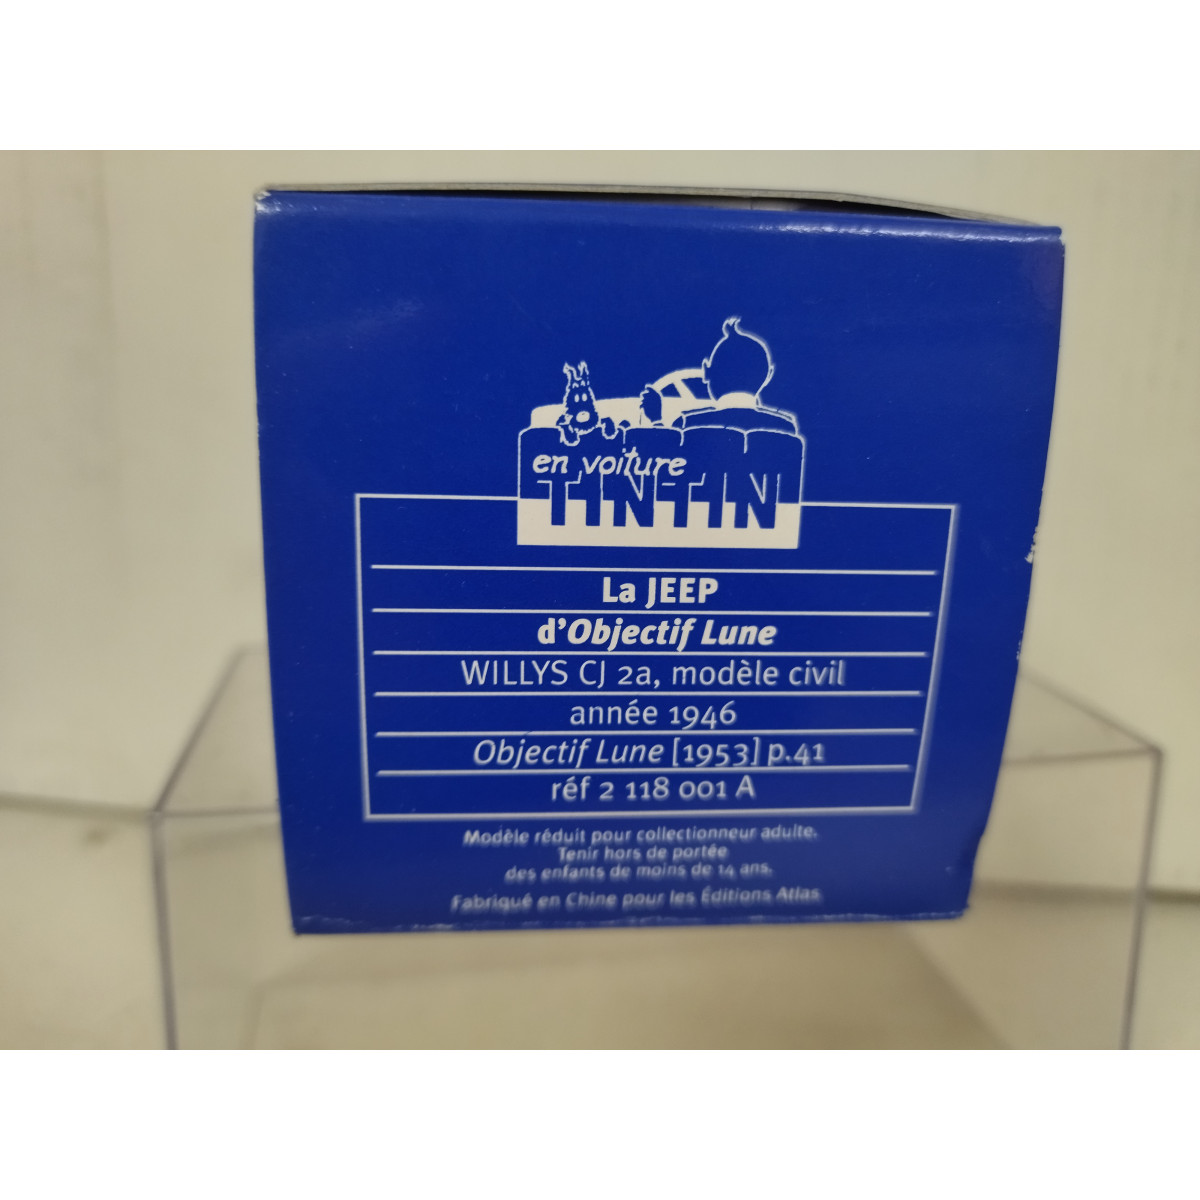 en voiture
TINTIN
La JEEP
d'Objectif Lune
WILLYS CJ 2a, modèle civil
année 1946
Objectif Lune [1953] p.41
réf 2 118 001 A
Modèle réduit pour collectionneur adulte.
Tenir hors de portée
des enfants de moins de 14 ans.
Fabriqué en Chine pour les Éditions Atlas